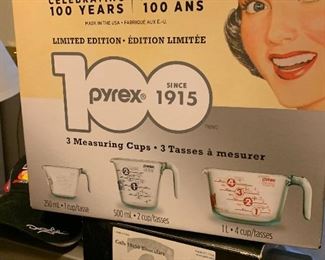 CELEBRATING
100 YEARS 100 ANS
MADE IN THE USA • FABRIQUÉ AUX É.-U.
LIMITED EDITION • ÉDITION LIMITÉE
100
pyrex® SINCE 1915
3 Measuring Cups • 3 Tasses à mesurer
250 mL • 1 cup/tasse
500 mL • 2 cup/tasses
1L • 4 cup/tasses